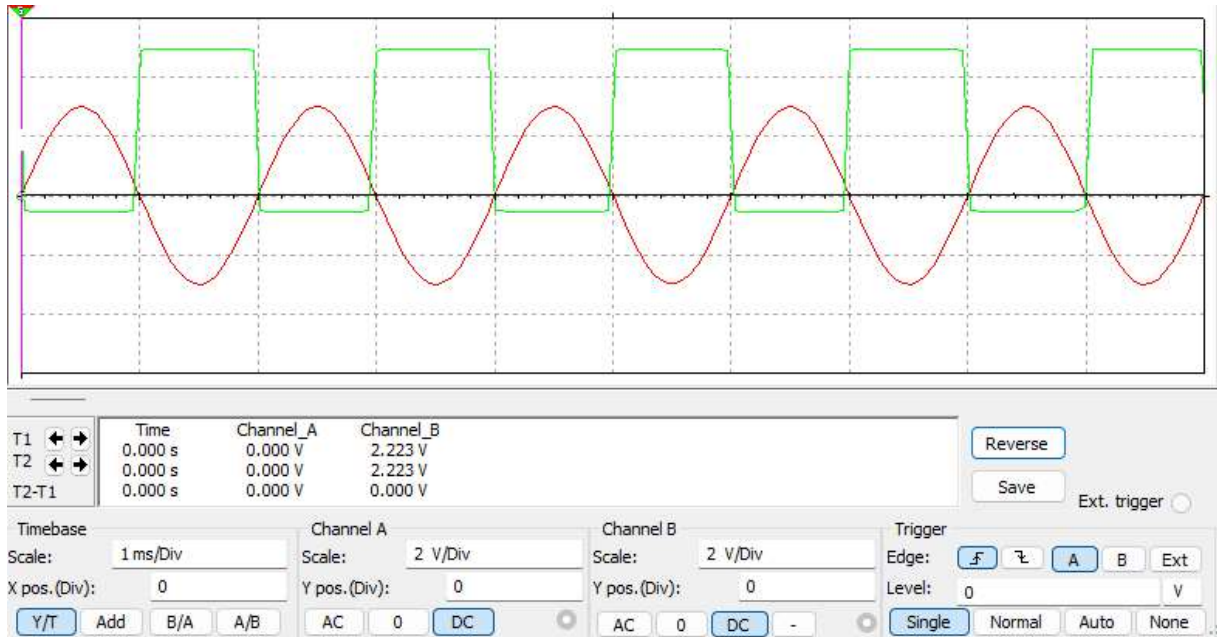 Time Channel_A Channel_B
T1 0.000 s 0.000 V 2.223 V
T2 0.000 s 0.000 V 2.223 V
T2-T1 0.000 s 0.000 V 0.000 V
Reverse
Save
Ext. trigger
Timebase
Scale: 1 ms/Div
X pos.(Div): 0
Y/T Add B/A A/B
Channel A
Scale: 2 V/Div
Y pos.(Div): 0
AC 0 DC
Channel B
Scale: 2 V/Div
Y pos.(Div): 0
AC 0 DC -
Trigger
Edge: A B Ext
Level: 0 V
Single Normal Auto None